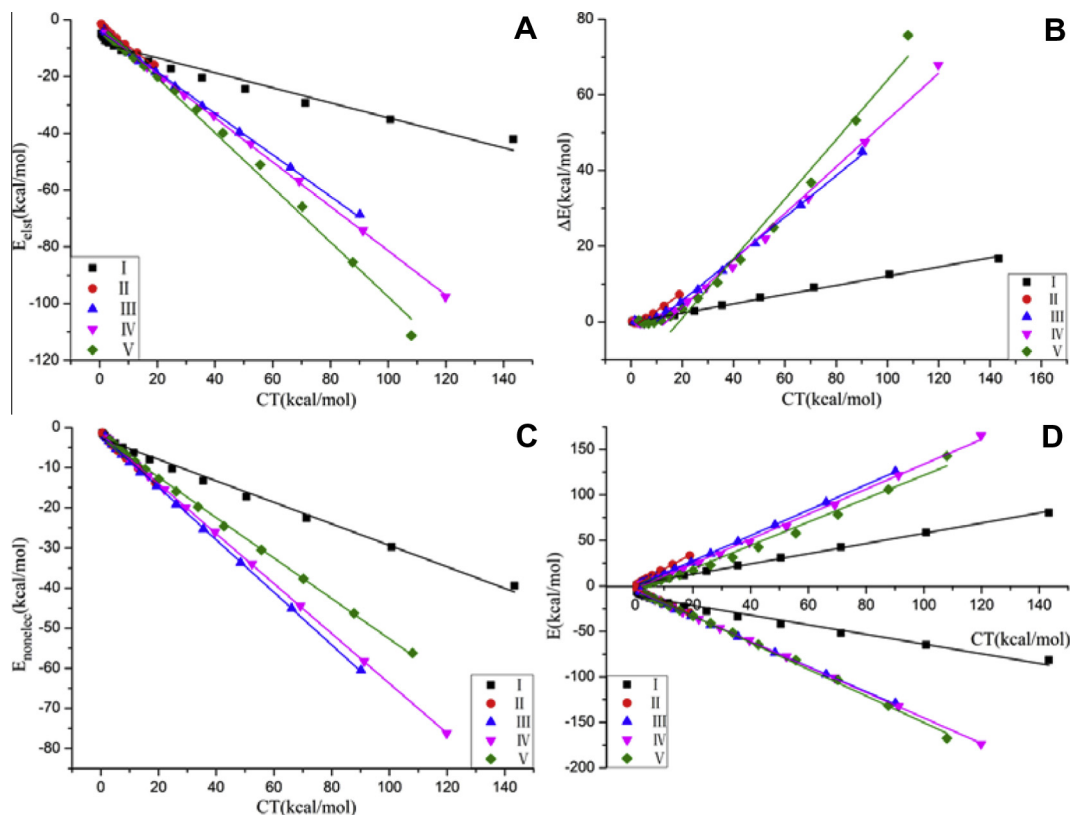 A
0
-20
-40
-60
-80
-100
-120
E_elst(kcal/mol)
I
II
III
IV
V
0 20 40 60 80 100 120 140
CT(kcal/mol)
B
80
60
40
20
0
ΔE(kcal/mol)
I
II
III
IV
V
0 20 40 60 80 100 120 140 160
CT(kcal/mol)
C
0
-10
-20
-30
-40
-50
-60
-70
-80
E_nonelec(kcal/mol)
I
II
III
IV
V
0 20 40 60 80 100 120 140
CT(kcal/mol)
D
150
100
50
0
-50
-100
-150
-200
E(kcal/mol)
0 20 40 60 80 100 120 140
CT(kcal/mol)
I
II
III
IV
V